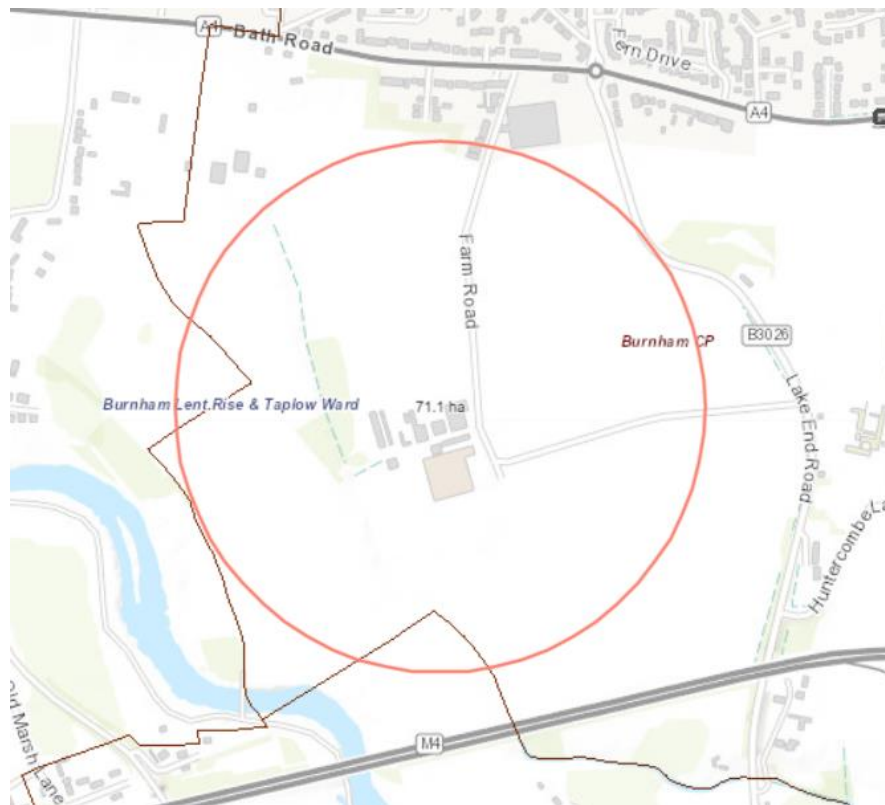 A4
Bath Road
Fern Drive
A4
Farm Road
Burnham CP
B3026
Burnham Lent Rise & Taplow Ward
71.1 ha
Lake End Road
Huntercombe La
Old Marsh Lane
M4